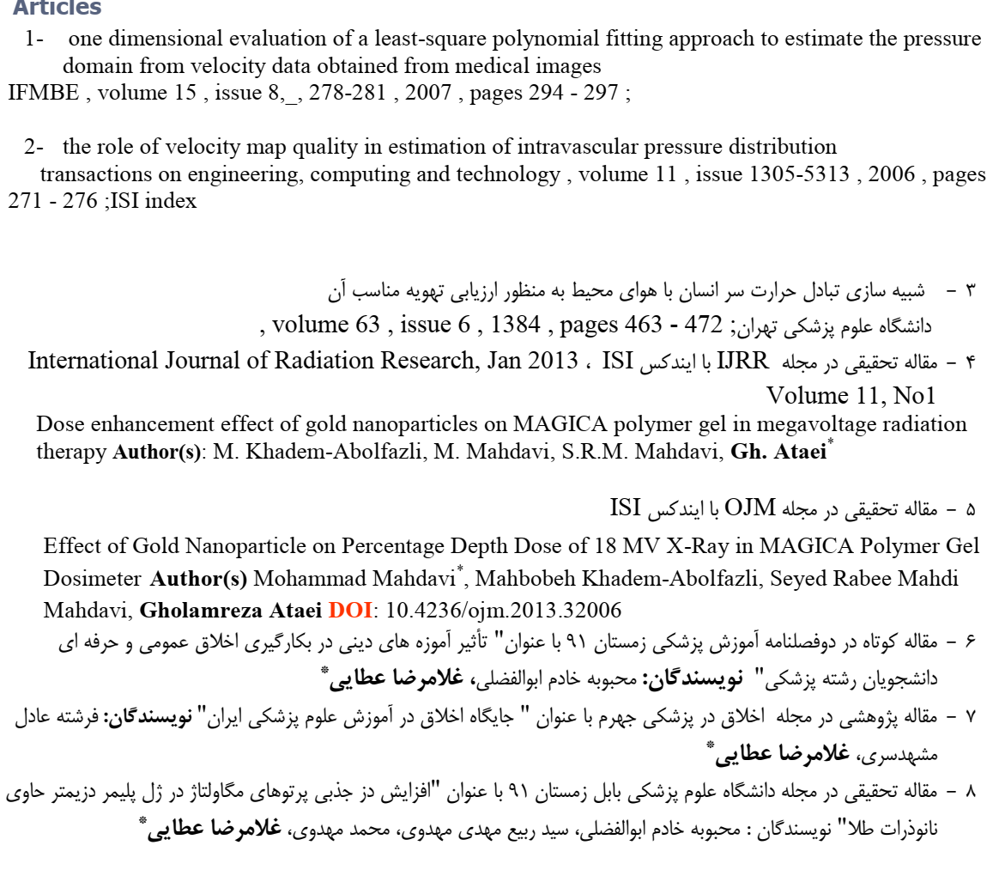 Articles
1- one dimensional evaluation of a least-square polynomial fitting approach to estimate the pressure
domain from velocity data obtained from medical images
IFMBE , volume 15 , issue 8,_, 278-281 , 2007 , pages 294 - 297 ;
2- the role of velocity map quality in estimation of intravascular pressure distribution
transactions on engineering, computing and technology , volume 11 , issue 1305-5313 , 2006 , pages
271 - 276 ;ISI index
۳ - شبیه سازی تبادل حرارت سر انسان با هوای محیط به منظور ارزیابی تهویه مناسب آن
دانشگاه علوم پزشکی تهران; volume 63 , issue 6 , 1384 , pages 463 - 472 ,
۴ - مقاله تحقیقی در مجله IJRR با ایندکس ISI ، International Journal of Radiation Research, Jan 2013
Volume 11, No1
Dose enhancement effect of gold nanoparticles on MAGICA polymer gel in megavoltage radiation
therapy Author(s): M. Khadem-Abolfazli, M. Mahdavi, S.R.M. Mahdavi, Gh. Ataei*
۵ - مقاله تحقیقی در مجله OJM با ایندکس ISI
Effect of Gold Nanoparticle on Percentage Depth Dose of 18 MV X-Ray in MAGICA Polymer Gel
Dosimeter Author(s) Mohammad Mahdavi*, Mahbobeh Khadem-Abolfazli, Seyed Rabee Mahdi
Mahdavi, Gholamreza Ataei DOI: 10.4236/ojm.2013.32006
۶ - مقاله کوتاه در دوفصلنامه آموزش پزشکی زمستان ۹۱ با عنوان" تأثیر آموزه های دینی در بکارگیری اخلاق عمومی و حرفه ای
دانشجویان رشته پزشکی" نویسندگان: محبوبه خادم ابوالفضلی، غلامرضا عطایی*
۷ - مقاله پژوهشی در مجله اخلاق در پزشکی جهرم با عنوان " جایگاه اخلاق در آموزش علوم پزشکی ایران" نویسندگان: فرشته عادل
مشهدسری، غلامرضا عطایی*
۸ - مقاله تحقیقی در مجله دانشگاه علوم پزشکی بابل زمستان ۹۱ با عنوان "افزایش دز جذبی پرتوهای مگاولتاژ در ژل پلیمر دزیمتر حاوی
نانوذرات طلا" نویسندگان : محبوبه خادم ابوالفضلی، سید ربیع مهدی مهدوی، محمد مهدوی، غلامرضا عطایی*